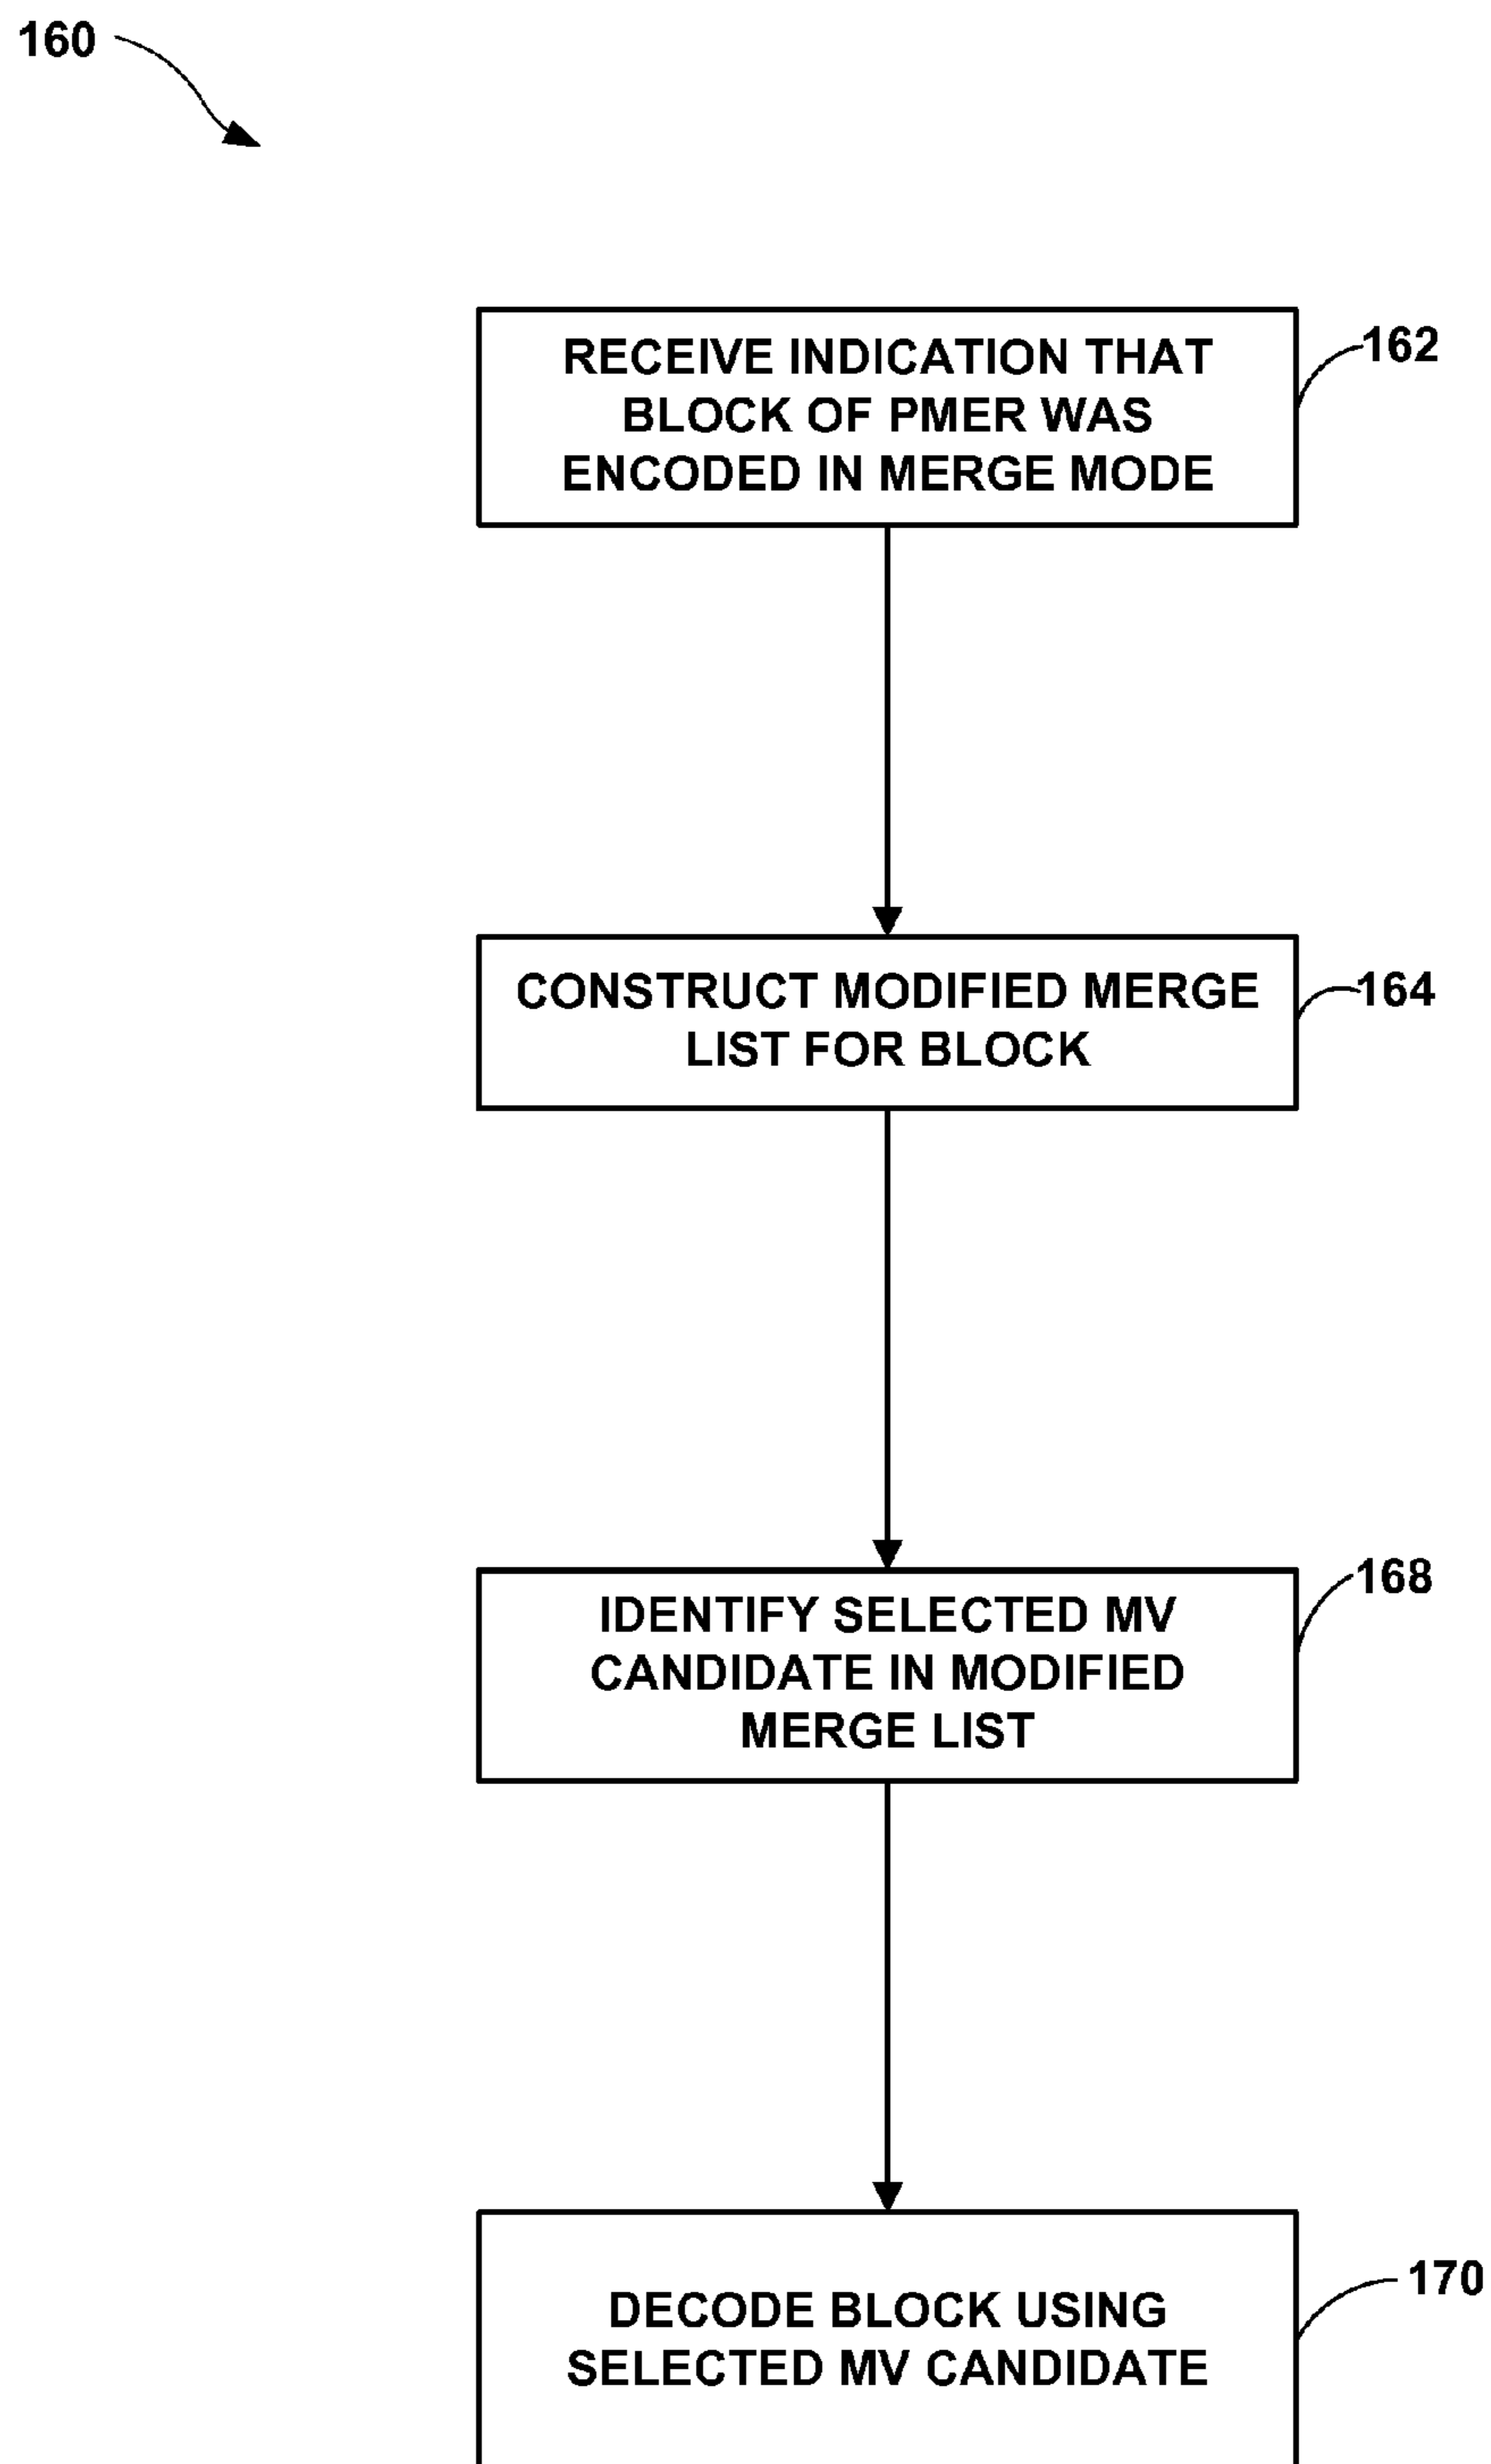 160
RECEIVE INDICATION THAT
BLOCK OF PMER WAS
ENCODED IN MERGE MODE
162
CONSTRUCT MODIFIED MERGE
LIST FOR BLOCK
164
IDENTIFY SELECTED MV
CANDIDATE IN MODIFIED
MERGE LIST
168
DECODE BLOCK USING
SELECTED MV CANDIDATE
170